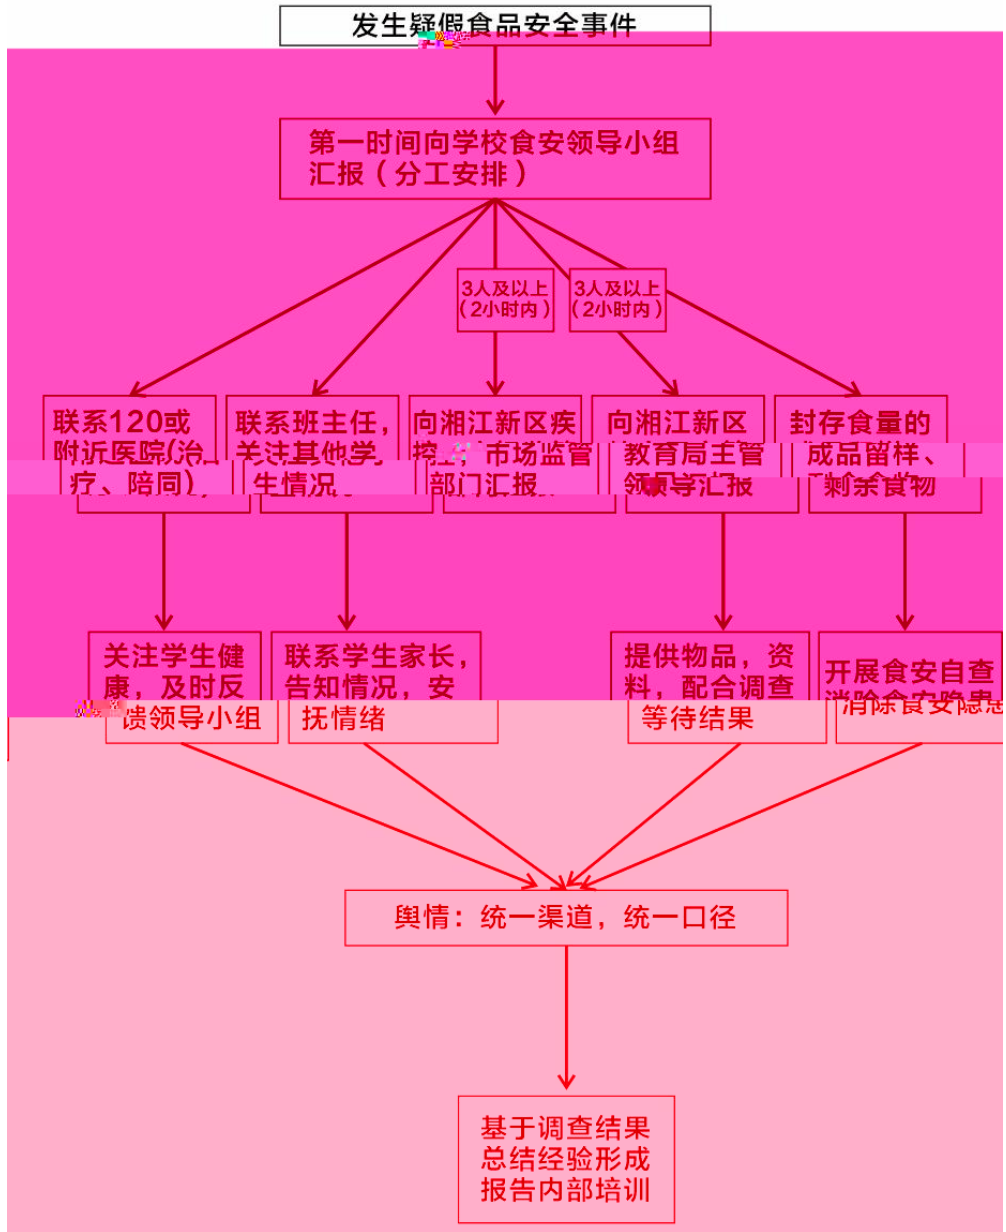 发生疑假食品安全事件
第一时间向学校食安领导小组
汇报（分工安排）
3人及以上
（2小时内）
3人及以上
（2小时内）
联系120或
附近医院(治
疗、陪同)
联系班主任，
关注其他学
生情况
向湘江新区疾
控，市场监管
部门汇报
向湘江新区
教育局主管
领导汇报
封存食量的
成品留样、
剩余食物
关注学生健
康，及时反
馈领导小组
联系学生家长，
告知情况，安
抚情绪
提供物品，资
料，配合调查
等待结果
开展食安自查
消除食安隐患
舆情：统一渠道，统一口径
基于调查结果
总结经验形成
报告内部培训